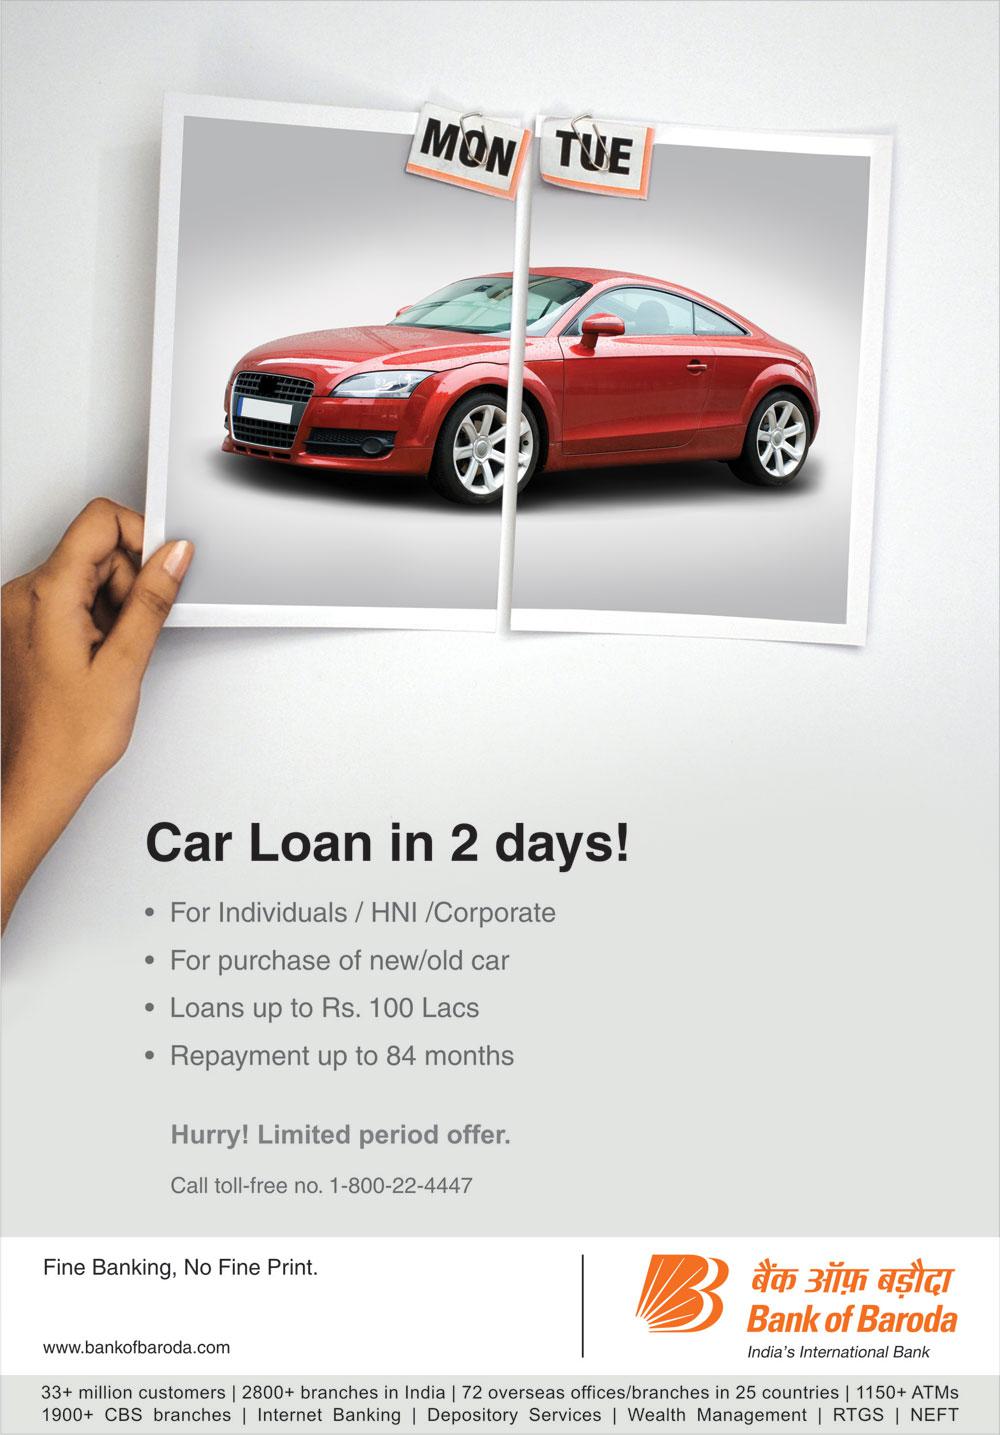 MON TUE
Car Loan in 2 days!
• For Individuals / HNI /Corporate
• For purchase of new/old car
• Loans up to Rs. 100 Lacs
• Repayment up to 84 months
Hurry! Limited period offer.
Call toll-free no. 1-800-22-4447
Fine Banking, No Fine Print.
www.bankofbaroda.com
बैंक ऑफ़ बड़ौदा
Bank of Baroda
India's International Bank
33+ million customers | 2800+ branches in India | 72 overseas offices/branches in 25 countries | 1150+ ATMs
1900+ CBS branches | Internet Banking | Depository Services | Wealth Management | RTGS | NEFT